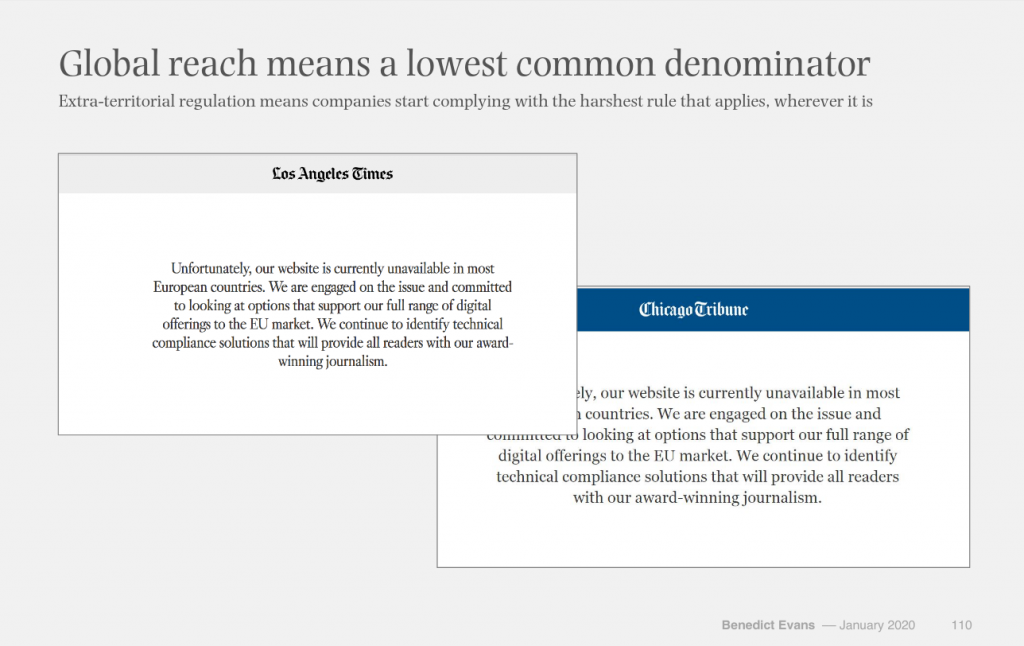 Global reach means a lowest common denominator
Extra-territorial regulation means companies start complying with the harshest rule that applies, wherever it is
Los Angeles Times
Unfortunately, our website is currently unavailable in most
European countries. We are engaged on the issue and committed
to looking at options that support our full range of digital
offerings to the EU market. We continue to identify technical
compliance solutions that will provide all readers with our award-
winning journalism.
Chicago Tribune
ely, our website is currently unavailable in most
countries. We are engaged on the issue and
committed to looking at options that support our full range of
digital offerings to the EU market. We continue to identify
technical compliance solutions that will provide all readers
with our award-winning journalism.
Benedict Evans — January 2020 110